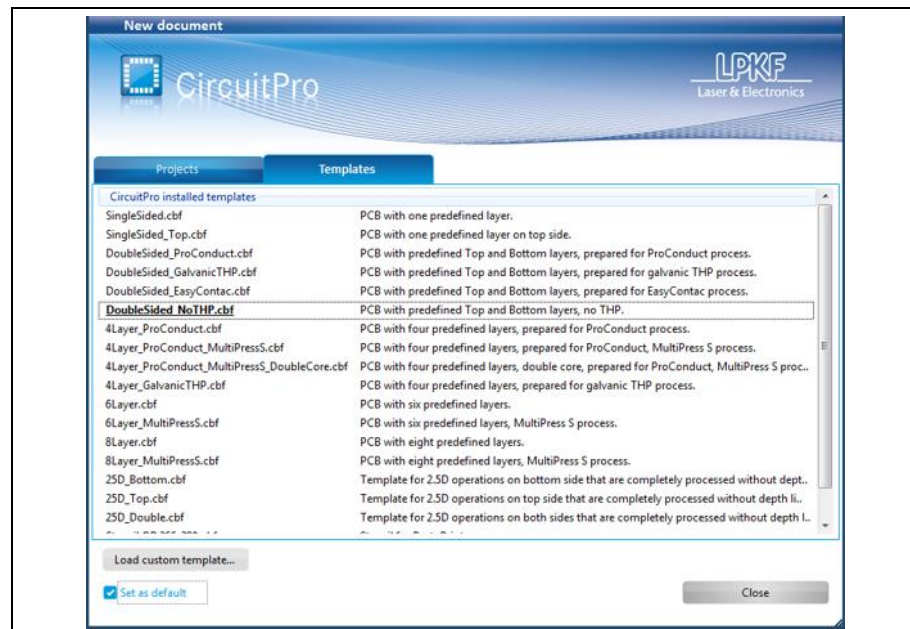 New document
CircuitPro
LPKF
Laser & Electronics
Projects
Templates
CircuitPro installed templates
SingleSided.cbf PCB with one predefined layer.
SingleSided_Top.cbf PCB with one predefined layer on top side.
DoubleSided_ProConduct.cbf PCB with predefined Top and Bottom layers, prepared for ProConduct process.
DoubleSided_GalvanicTHP.cbf PCB with predefined Top and Bottom layers, prepared for galvanic THP process.
DoubleSided_EasyContac.cbf PCB with predefined Top and Bottom layers, prepared for EasyContac process.
DoubleSided_NoTHP.cbf PCB with predefined Top and Bottom layers, no THP.
4Layer_ProConduct.cbf PCB with four predefined layers, prepared for ProConduct process.
4Layer_ProConduct_MultiPressS.cbf PCB with four predefined layers, prepared for ProConduct, MultiPress S process.
4Layer_ProConduct_MultiPressS_DoubleCore.cbf PCB with four predefined layers, double core, prepared for ProConduct, MultiPress S proc..
4Layer_GalvanicTHP.cbf PCB with four predefined layers, prepared for galvanic THP process.
6Layer.cbf PCB with six predefined layers.
6Layer_MultiPressS.cbf PCB with six predefined layers, MultiPress S process.
8Layer.cbf PCB with eight predefined layers.
8Layer_MultiPressS.cbf PCB with eight predefined layers, MultiPress S process.
25D_Bottom.cbf Template for 2.5D operations on bottom side that are completely processed without dept..
25D_Top.cbf Template for 2.5D operations on top side that are completely processed without depth li..
25D_Double.cbf Template for 2.5D operations on both sides that are completely processed without depth l..
Load custom template...
Set as default
Close